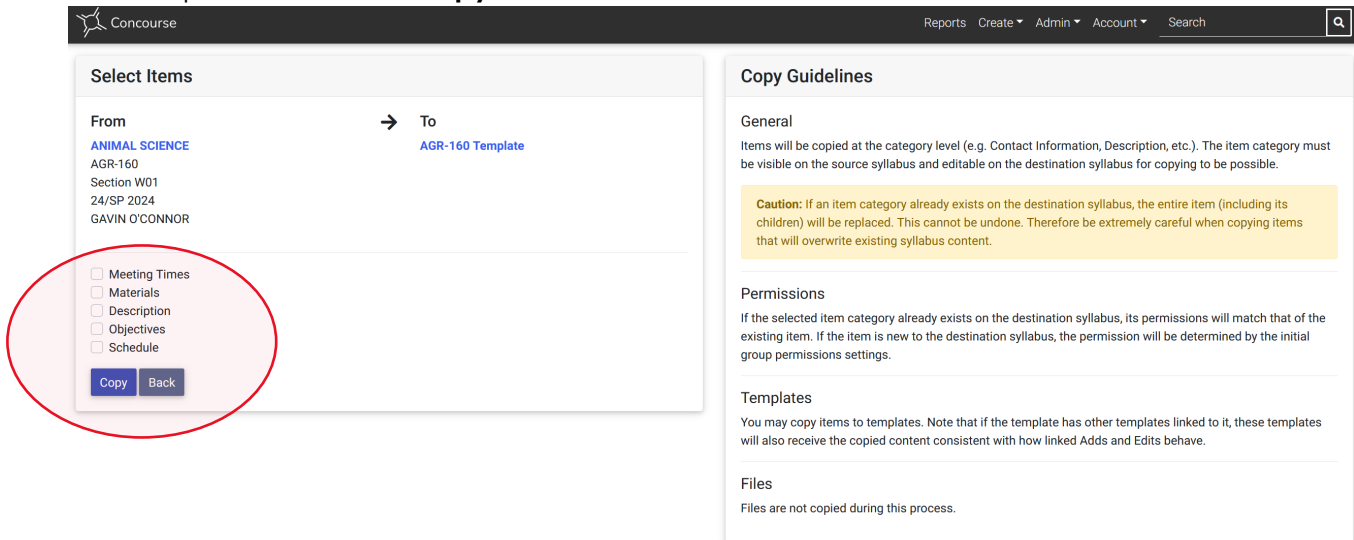 Concourse
Reports Create Admin Account Search
Select Items
From
To
ANIMAL SCIENCE
AGR-160 Template
AGR-160
Section W01
24/SP 2024
GAVIN O'CONNOR
Meeting Times
Materials
Description
Objectives
Schedule
Copy Back
Copy Guidelines
General
Items will be copied at the category level (e.g. Contact Information, Description, etc.). The item category must
be visible on the source syllabus and editable on the destination syllabus for copying to be possible.
Caution: If an item category already exists on the destination syllabus, the entire item (including its
children) will be replaced. This cannot be undone. Therefore be extremely careful when copying items
that will overwrite existing syllabus content.
Permissions
If the selected item category already exists on the destination syllabus, its permissions will match that of the
existing item. If the item is new to the destination syllabus, the permission will be determined by the initial
group permissions settings.
Templates
You may copy items to templates. Note that if the template has other templates linked to it, these templates
will also receive the copied content consistent with how linked Adds and Edits behave.
Files
Files are not copied during this process.